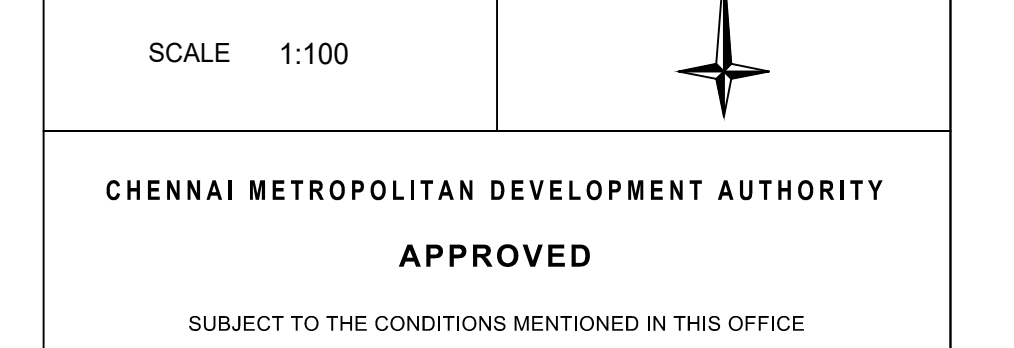 SCALE 1:100
CHENNAI METROPOLITAN DEVELOPMENT AUTHORITY
APPROVED
SUBJECT TO THE CONDITIONS MENTIONED IN THIS OFFICE